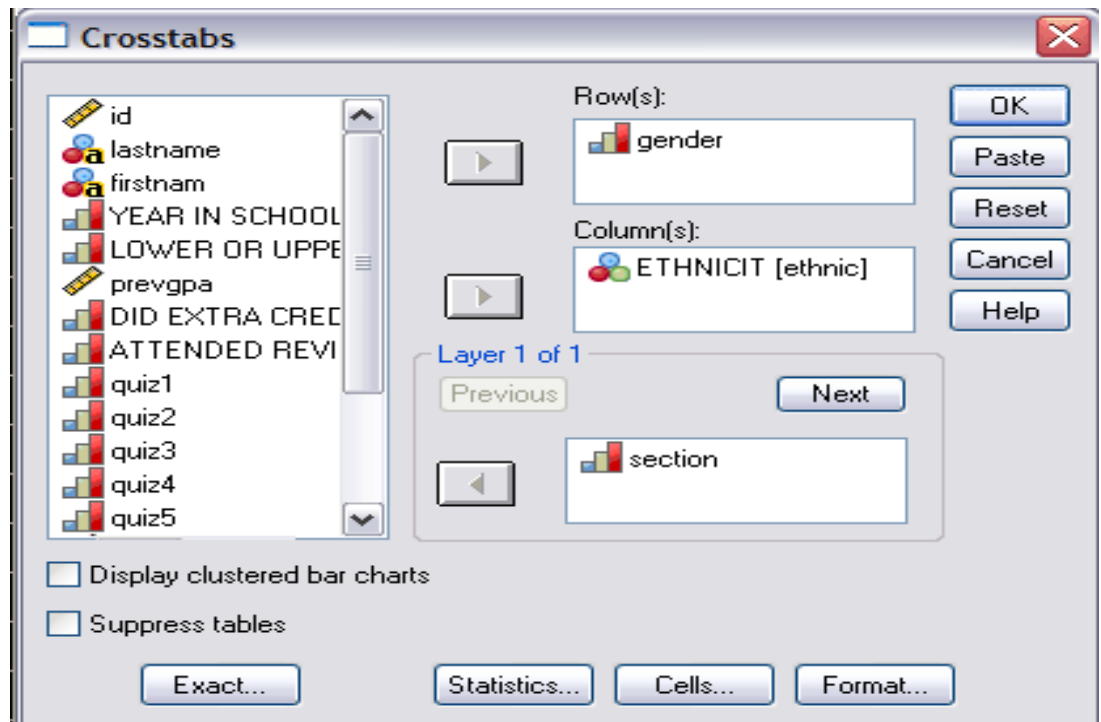 Crosstabs
id
lastname
firstnam
YEAR IN SCHOOL
LOWER OR UPPE
prevgpa
DID EXTRA CRED
ATTENDED REVI
quiz1
quiz2
quiz3
quiz4
quiz5
Row(s):
gender
Column(s):
ETHNICIT [ethnic]
Layer 1 of 1
Previous
Next
section
OK
Paste
Reset
Cancel
Help
Display clustered bar charts
Suppress tables
Exact...
Statistics...
Cells...
Format...